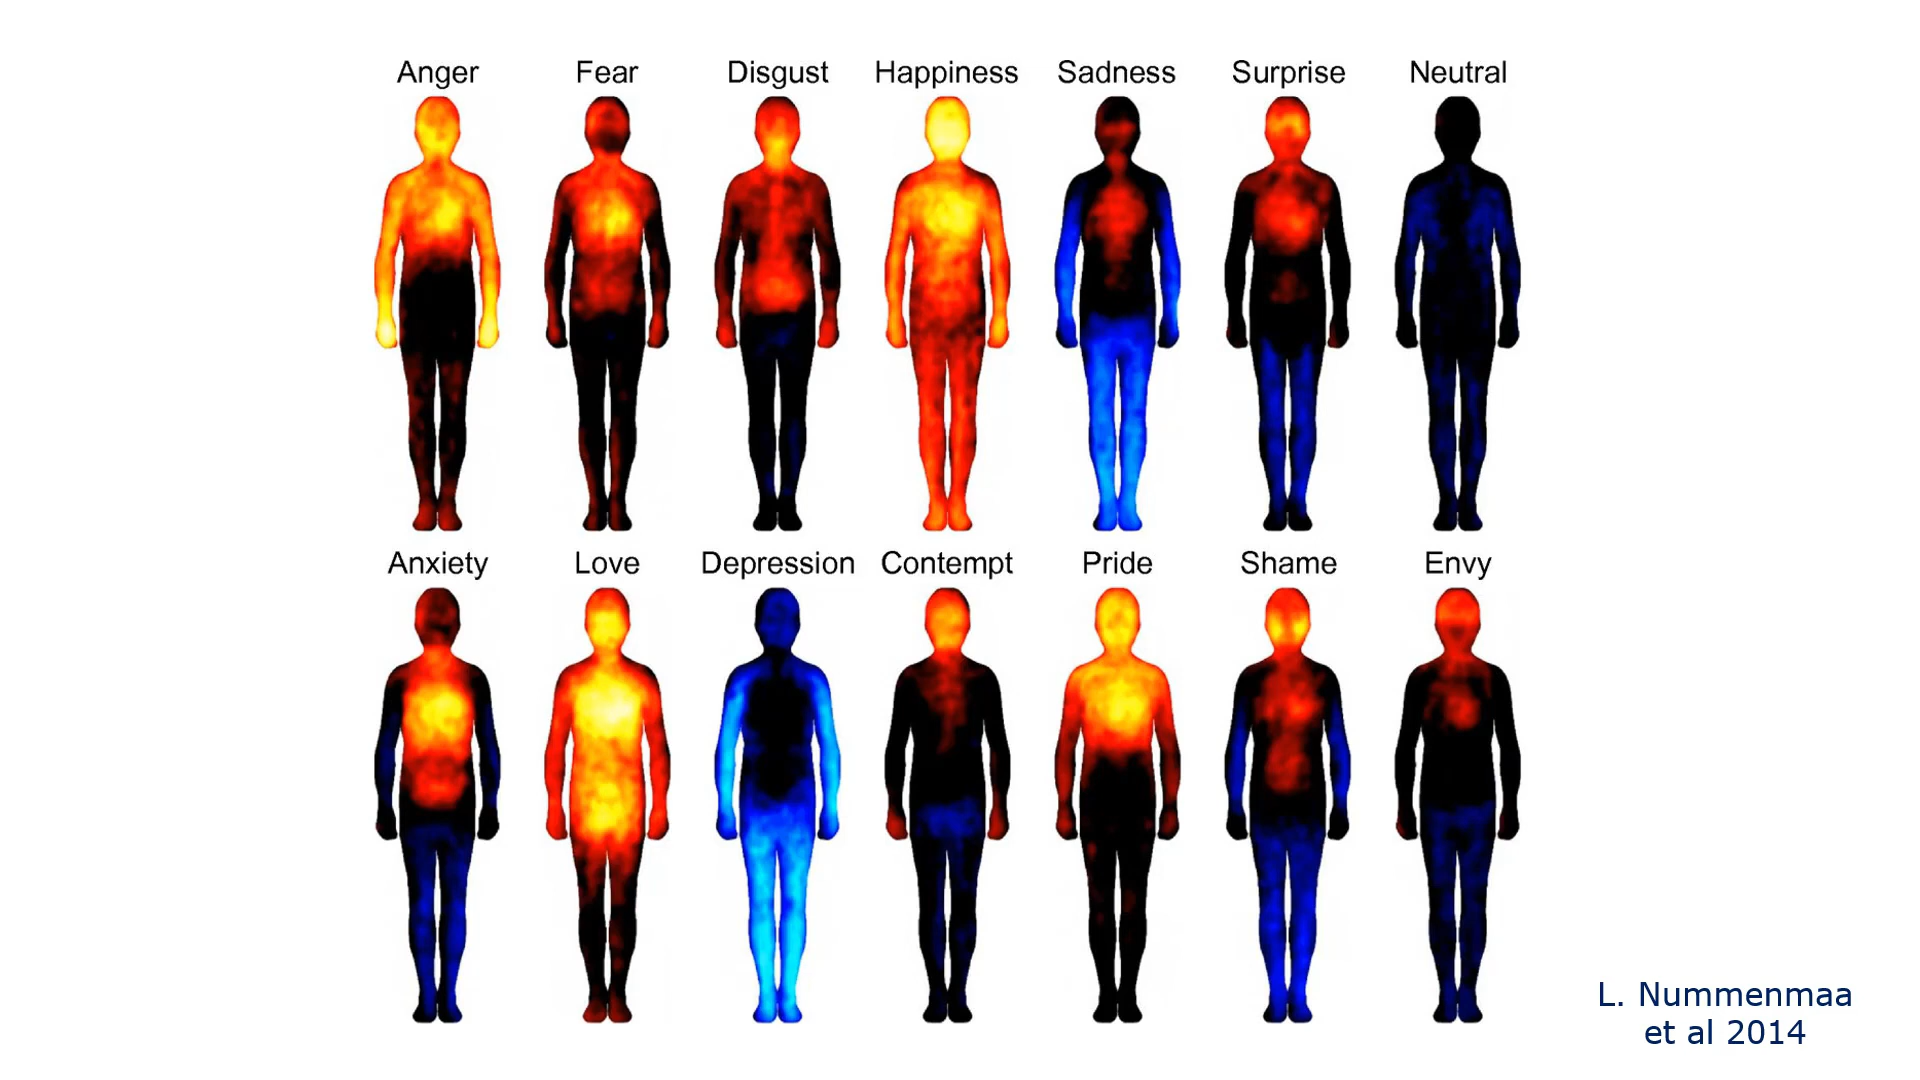 Anger Fear Disgust Happiness Sadness Surprise Neutral
Anxiety Love Depression Contempt Pride Shame Envy
L. Nummenmaa
et al 2014